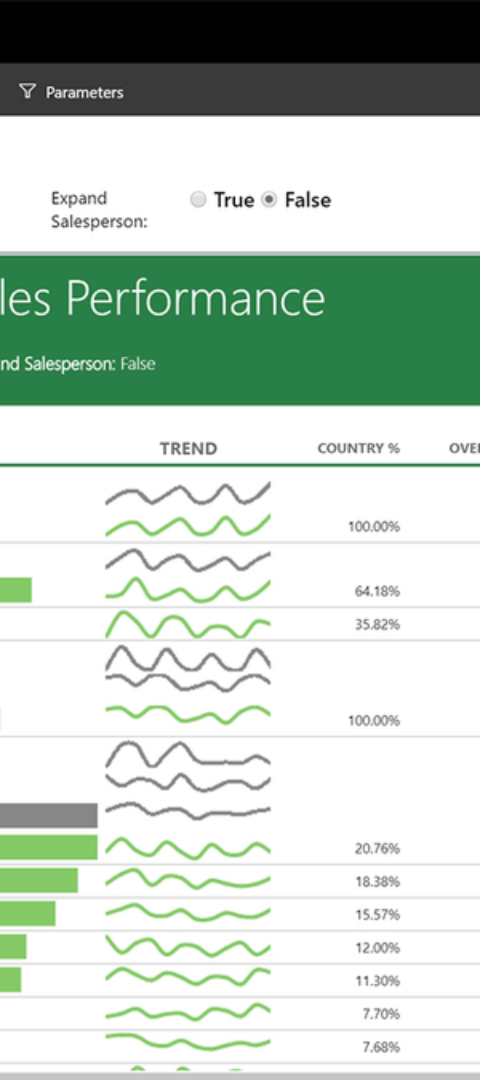 Parameters
Expand
Salesperson:
True False
les Performance
nd Salesperson: False
TREND COUNTRY % OVE
100.00%
64.18%
35.82%
100.00%
20.76%
18.38%
15.57%
12.00%
11.30%
7.70%
7.68%